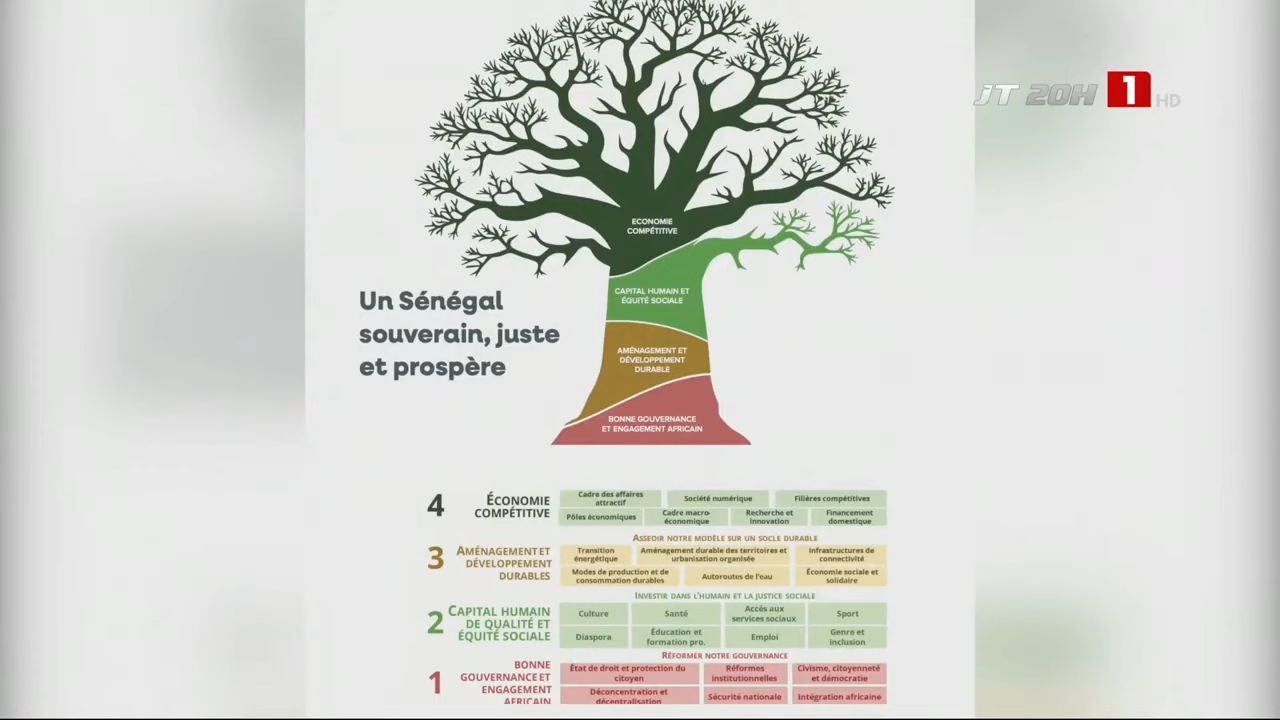 JT 20H 1 HD
ECONOMIE
COMPÉTITIVE
CAPITAL HUMAIN ET
ÉQUITÉ SOCIALE
AMÉNAGEMENT ET
DÉVELOPPEMENT
DURABLE
BONNE GOUVERNANCE
ET ENGAGEMENT AFRICAIN
Un Sénégal
souverain, juste
et prospère
4
ÉCONOMIE
COMPÉTITIVE
Cadre des affaires
attractif
Société numérique
Filières compétitives
Pôles économiques
Cadre macro-
économique
Recherche et
Innovation
Financement
domestique
ASSEOIR NOTRE MODÈLE SUR UN SOCLE DURABLE
3
AMÉNAGEMENT ET
DÉVELOPPEMENT
DURABLES
Transition
énergétique
Aménagement durable des territoires et
urbanisation organisée
Infrastructures de
connectivité
Modes de production et de
consommation durables
Autoroutes de l'eau
Économie sociale et
solidaire
INVESTIR DANS L'HUMAIN ET LA JUSTICE SOCIALE
2
CAPITAL HUMAIN
DE QUALITÉ ET
ÉQUITÉ SOCIALE
Culture
Santé
Accès aux
services sociaux
Sport
Diaspora
Éducation et
formation pro.
Emploi
Genre et
inclusion
RÉFORMER NOTRE GOUVERNANCE
1
BONNE
GOUVERNANCE ET
ENGAGEMENT
AFRICAIN
État de droit et protection du
citoyen
Réformes
institutionnelles
Civisme, citoyenneté
et démocratie
Déconcentration et
décentralisation
Sécurité nationale
Intégration africaine